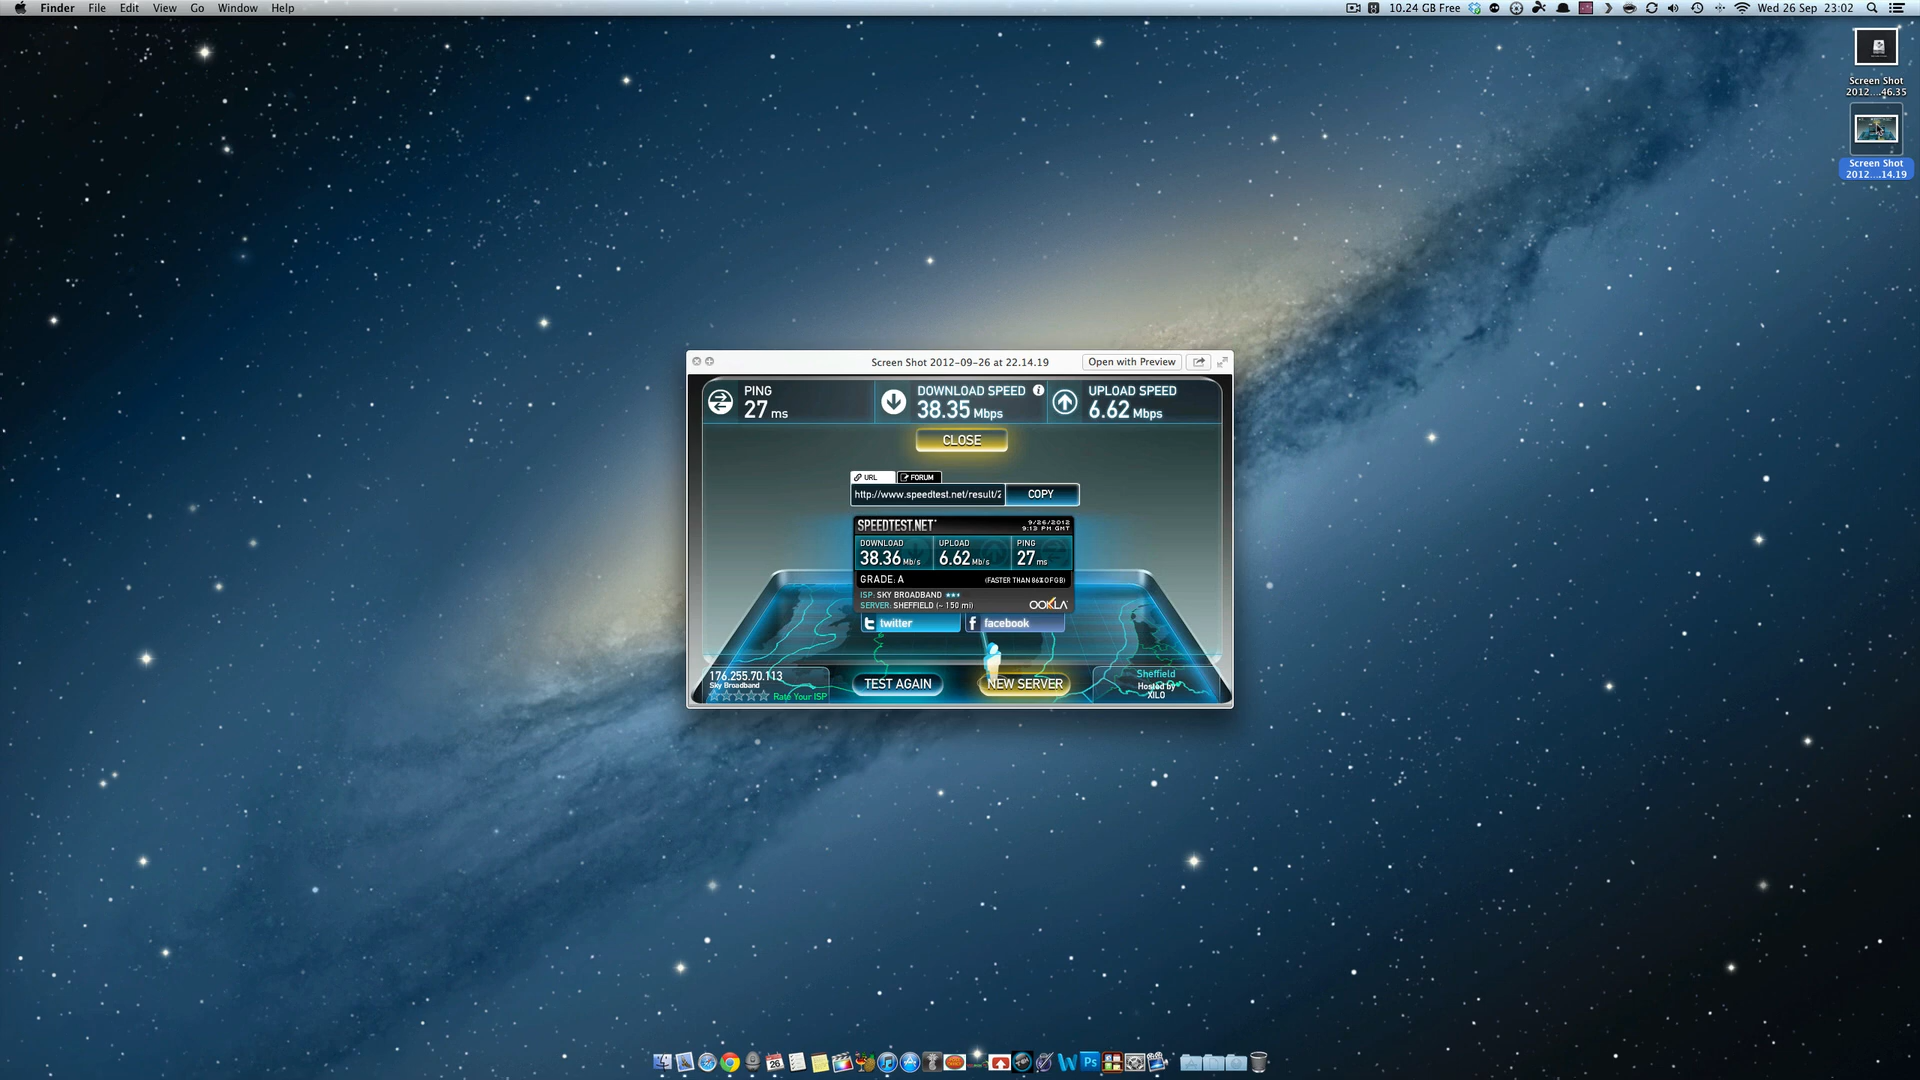 Finder File Edit View Go Window Help
10.24 GB Free
Wed 26 Sep 23:02
Screen Shot
2012....46.35
Screen Shot
2012....14.19
Screen Shot 2012-09-26 at 22.14.19
Open with Preview
PING
27 ms
DOWNLOAD SPEED
38.35 Mbps
UPLOAD SPEED
6.62 Mbps
CLOSE
URL
FORUM
http://www.speedtest.net/result/2
COPY
SPEEDTEST.NET
9/26/2012
9:13 PM GMT
DOWNLOAD
38.36 Mb/s
UPLOAD
6.62 Mb/s
PING
27 ms
GRADE: A
(FASTER THAN 86% OF GB)
ISP: SKY BROADBAND
SERVER: SHEFFIELD (~ 150 mi)
OOKLA
twitter
facebook
176.255.70.113
Sky Broadband
Rate Your ISP
TEST AGAIN
NEW SERVER
Sheffield
Hosted by
XILO
26
W
Ps